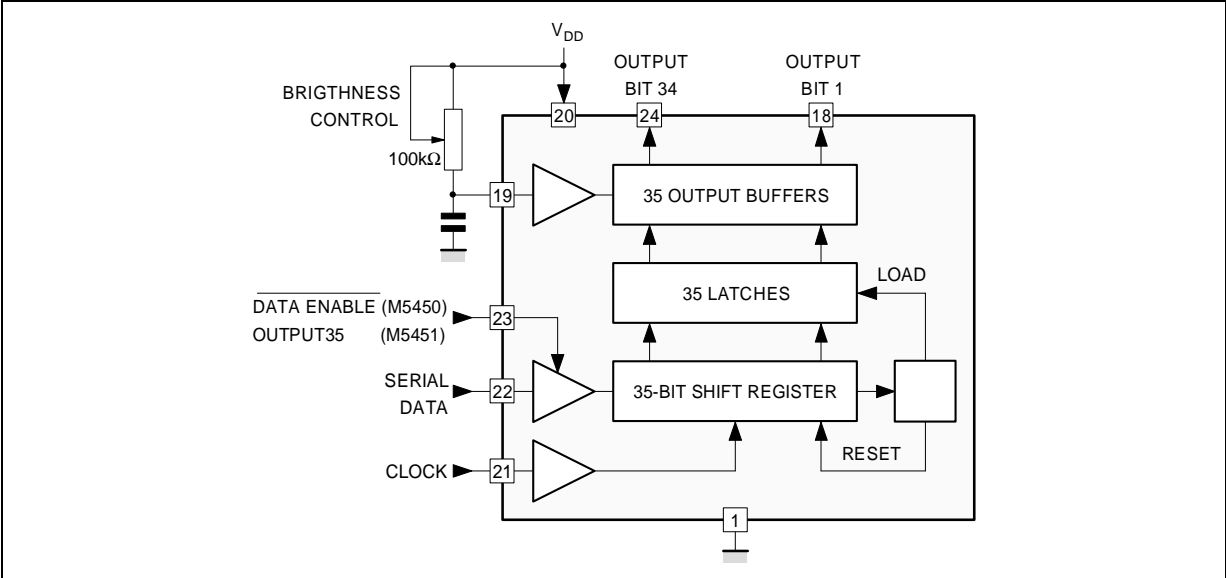 V_DD
OUTPUT
BIT 34
OUTPUT
BIT 1
BRIGTHNESS
CONTROL
100kΩ
20
24
18
19
35 OUTPUT BUFFERS
35 LATCHES
LOAD
DATA ENABLE (M5450)
OUTPUT35 (M5451)
23
SERIAL
DATA
22
35-BIT SHIFT REGISTER
RESET
CLOCK
21
1